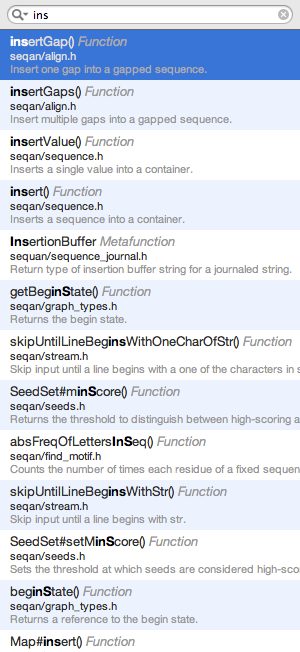 ins
insertGap() Function
seqan/align.h
Insert one gap into a gapped sequence.
insertGaps() Function
seqan/align.h
Insert multiple gaps into a gapped sequence.
insertValue() Function
seqan/sequence.h
Inserts a single value into a container.
insert() Function
seqan/sequence.h
Inserts a sequence into a container.
InsertionBuffer Metafunction
sequan/sequence_journal.h
Return type of insertion buffer string for a journaled string.
getBeginState() Function
seqan/graph_types.h
Returns the begin state.
skipUntilLineBeginsWithOneCharOfStr() Function
seqan/stream.h
Skip input until a line begins with a one of the characters in s
SeedSet#minScore() Function
seqan/seeds.h
Returns the threshold to distinguish between high-scoring a
absFreqOfLettersInSeq() Function
seqan/find_motif.h
Counts the number of times each residue of a fixed sequen
skipUntilLineBeginsWithStr() Function
seqan/stream.h
Skip input until a line begins with str.
SeedSet#setMinScore() Function
seqan/seeds.h
Sets the threshold at which seeds are considered high-sco
beginState() Function
seqan/graph_types.h
Returns a reference to the begin state.
Map#insert() Function